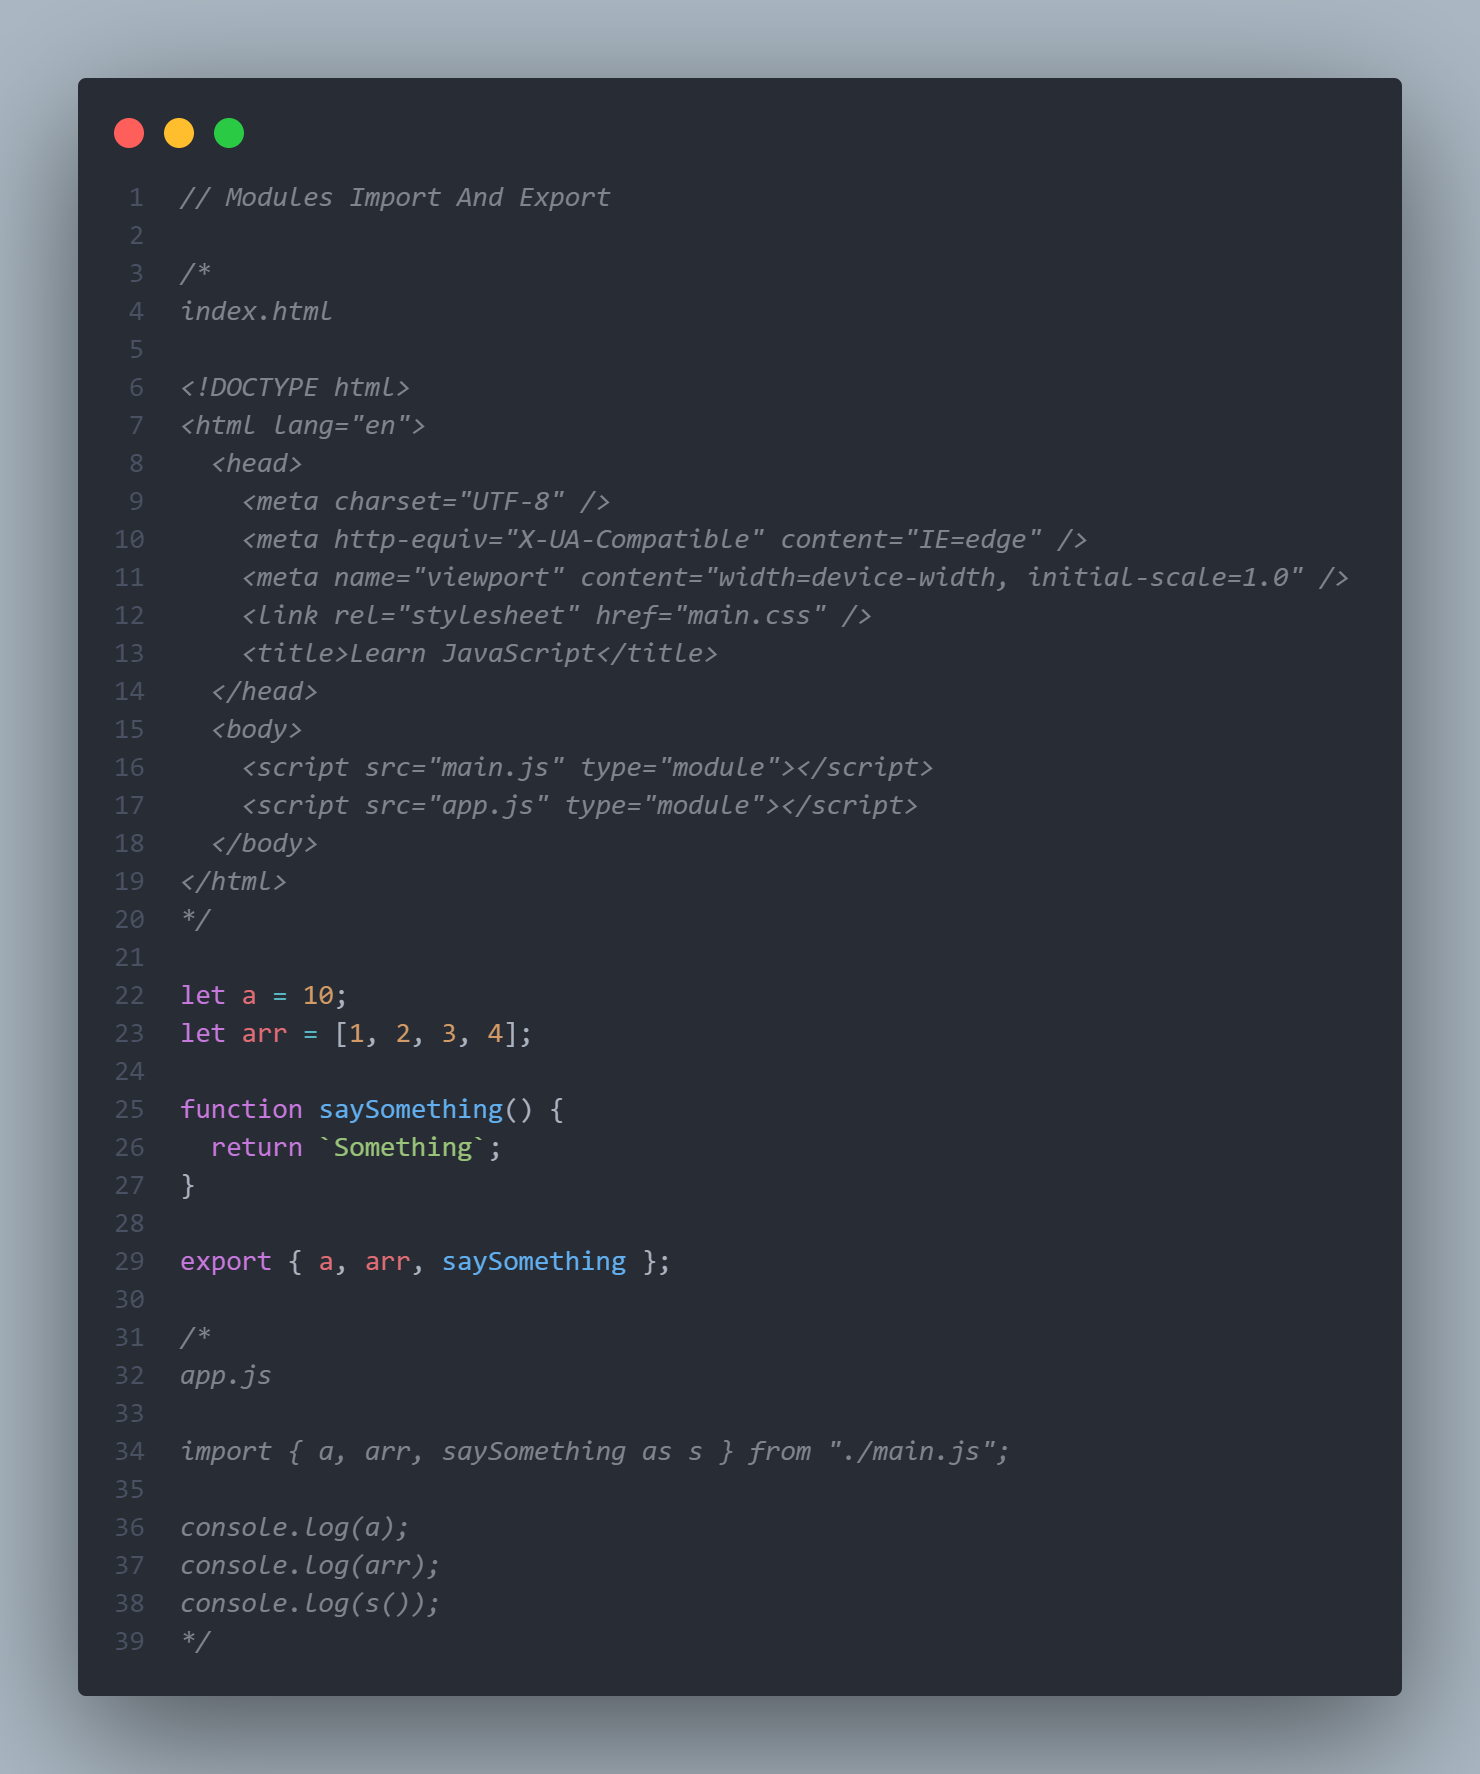 1 // Modules Import And Export
2
3 /*
4 index.html
5
6 <!DOCTYPE html>
7 <html lang="en">
8   <head>
9     <meta charset="UTF-8" />
10     <meta http-equiv="X-UA-Compatible" content="IE=edge" />
11     <meta name="viewport" content="width=device-width, initial-scale=1.0" />
12     <link rel="stylesheet" href="main.css" />
13     <title>Learn JavaScript</title>
14   </head>
15   <body>
16     <script src="main.js" type="module"></script>
17     <script src="app.js" type="module"></script>
18   </body>
19 </html>
20 */
21
22 let a = 10;
23 let arr = [1, 2, 3, 4];
24
25 function saySomething() {
26   return `Something`;
27 }
28
29 export { a, arr, saySomething };
30
31 /*
32 app.js
33
34 import { a, arr, saySomething as s } from "./main.js";
35
36 console.log(a);
37 console.log(arr);
38 console.log(s());
39 */